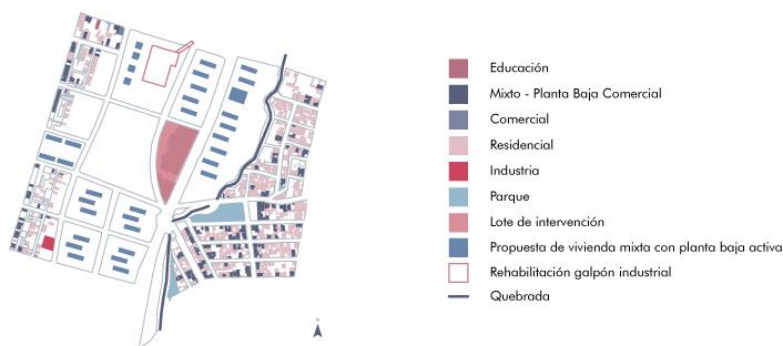 Educación
Mixto - Planta Baja Comercial
Comercial
Residencial
Industria
Parque
Lote de intervención
Propuesta de vivienda mixta con planta baja activa
Rehabilitación galpón industrial
Quebrada
N